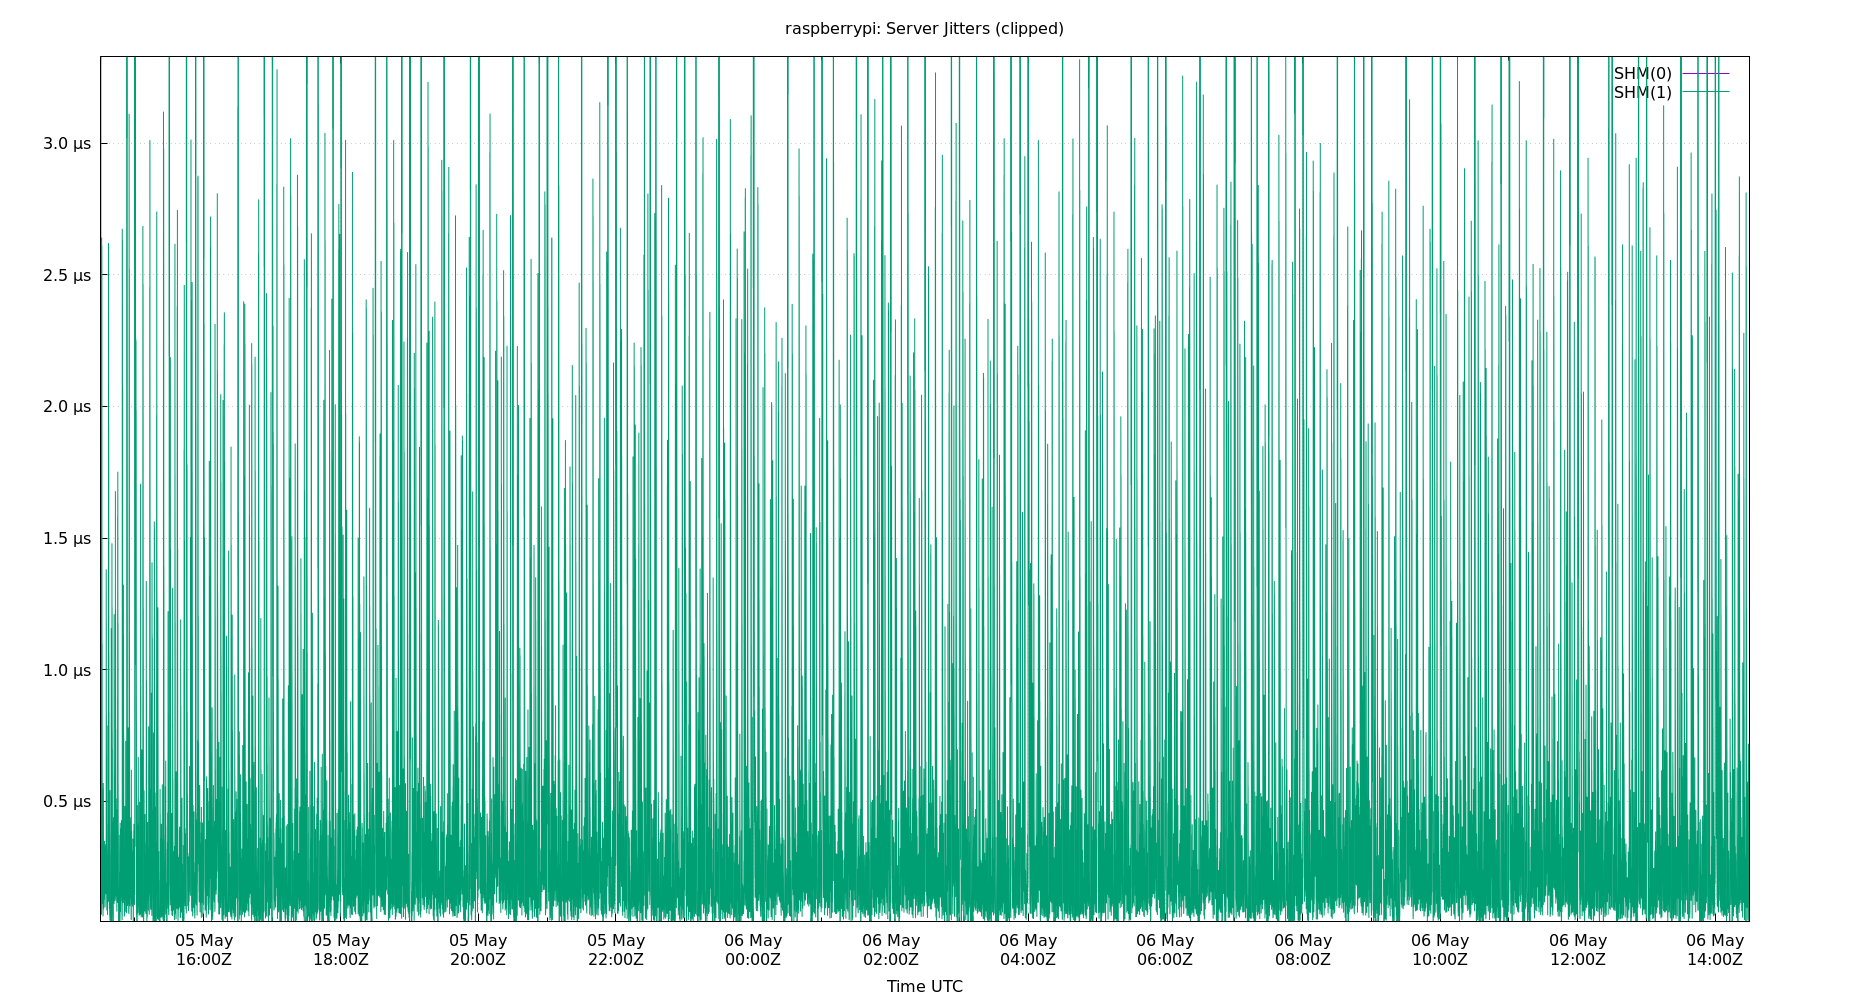 raspberrypi: Server Jitters (clipped)
SHM(0)
SHM(1)
3.0 µs
2.5 µs
2.0 µs
1.5 µs
1.0 µs
0.5 µs
05 May 05 May 05 May 05 May 06 May 06 May 06 May 06 May 06 May 06 May 06 May 06 May
16:00Z 18:00Z 20:00Z 22:00Z 00:00Z 02:00Z 04:00Z 06:00Z 08:00Z 10:00Z 12:00Z 14:00Z
Time UTC